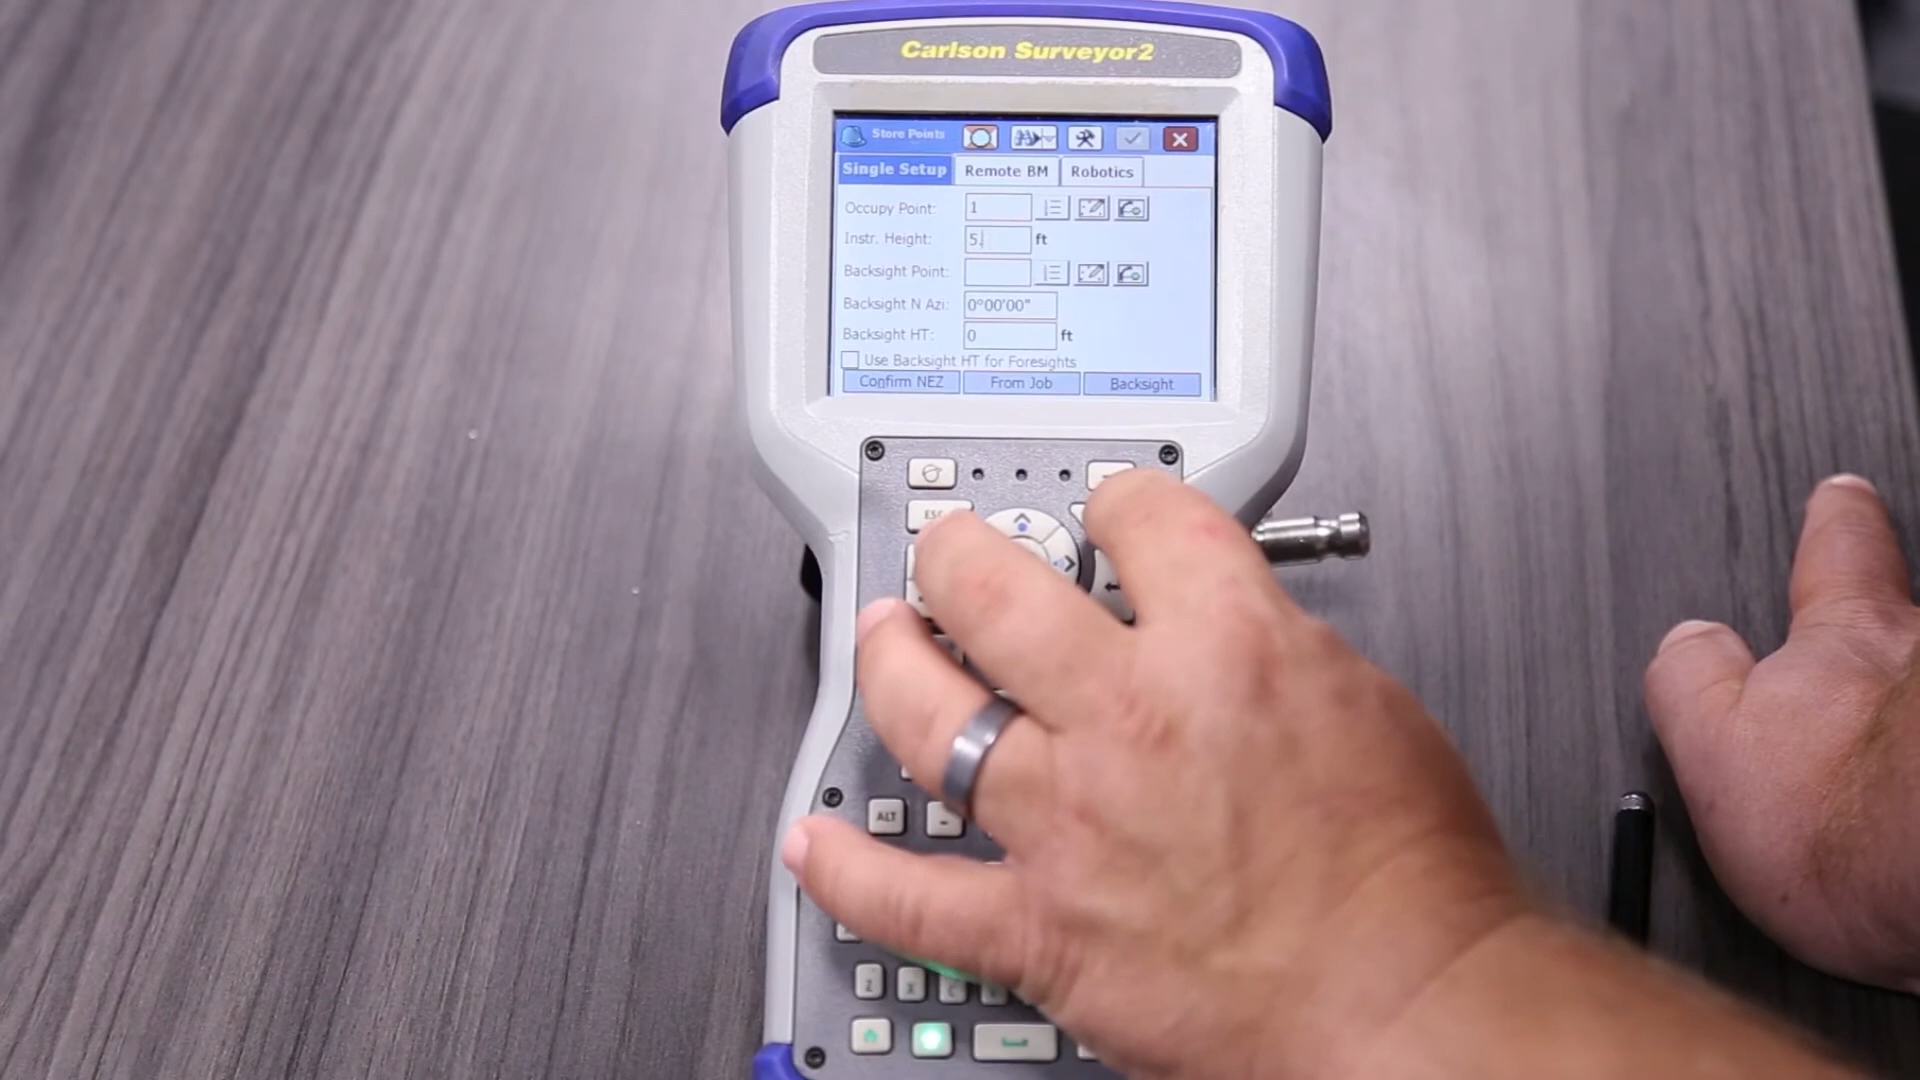 Carlson Surveyor2
Store Points
Single Setup Remote BM Robotics
Occupy Point: 1
Instr. Height: 5. ft
Backsight Point:
Backsight N Azi: 0°00'00"
Backsight HT: 0 ft
Use Backsight HT for Foresights
Confirm NEZ From Job Backsight
ESC
ALT -
Z X C